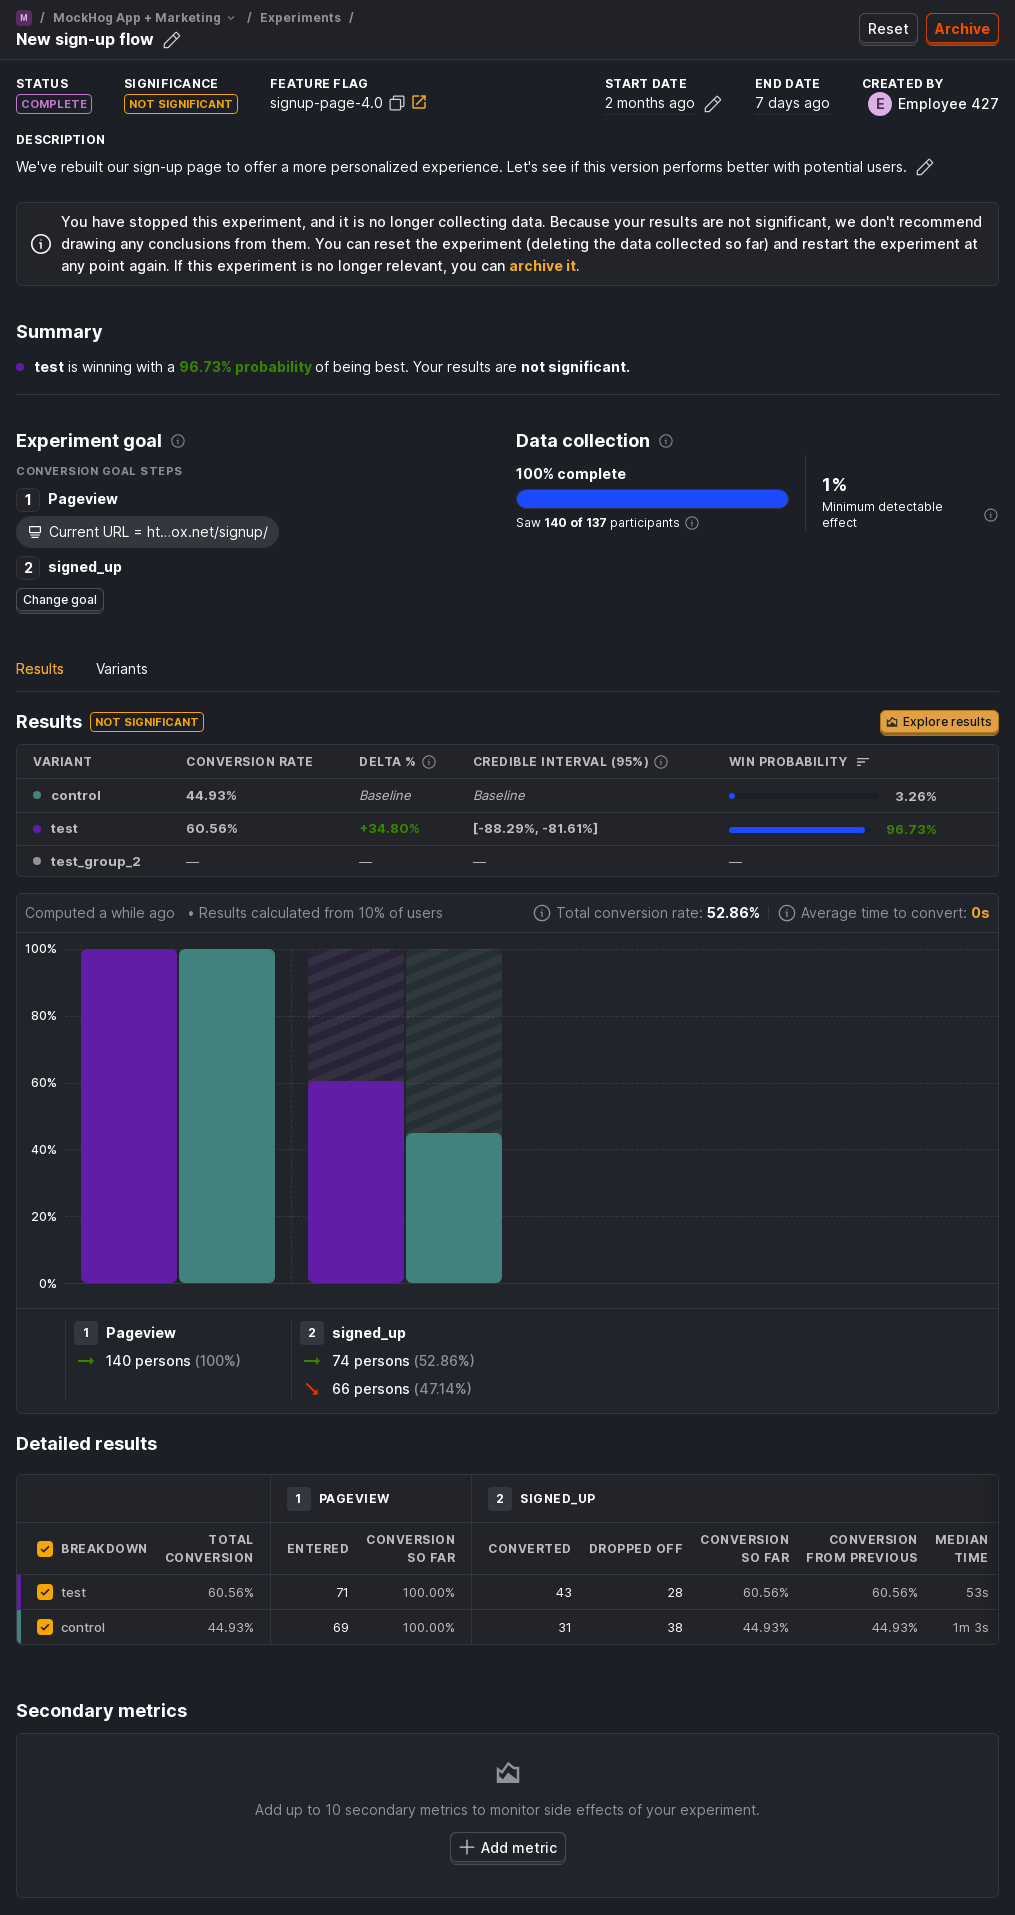 M / MockHog App + Marketing / Experiments /
New sign-up flow
Reset
Archive
STATUS
COMPLETE
SIGNIFICANCE
NOT SIGNIFICANT
FEATURE FLAG
signup-page-4.0
START DATE
2 months ago
END DATE
7 days ago
CREATED BY
E Employee 427
DESCRIPTION
We've rebuilt our sign-up page to offer a more personalized experience. Let's see if this version performs better with potential users.
You have stopped this experiment, and it is no longer collecting data. Because your results are not significant, we don't recommend
drawing any conclusions from them. You can reset the experiment (deleting the data collected so far) and restart the experiment at
any point again. If this experiment is no longer relevant, you can archive it.
Summary
test is winning with a 96.73% probability of being best. Your results are not significant.
Experiment goal
CONVERSION GOAL STEPS
1 Pageview
Current URL = ht…ox.net/signup/
2 signed_up
Change goal
Data collection
100% complete
Saw 140 of 137 participants
1%
Minimum detectable
effect
Results Variants
Results NOT SIGNIFICANT
Explore results
VARIANT CONVERSION RATE DELTA % CREDIBLE INTERVAL (95%) WIN PROBABILITY
control 44.93% Baseline Baseline 3.26%
test 60.56% +34.80% [-88.29%, -81.61%] 96.73%
test_group_2 — — — —
Computed a while ago • Results calculated from 10% of users
Total conversion rate: 52.86% Average time to convert: 0s
100%
80%
60%
40%
20%
0%
1 Pageview
140 persons (100%)
2 signed_up
74 persons (52.86%)
66 persons (47.14%)
Detailed results
1 PAGEVIEW 2 SIGNED_UP
BREAKDOWN TOTAL CONVERSION ENTERED CONVERSION SO FAR CONVERTED DROPPED OFF CONVERSION SO FAR CONVERSION FROM PREVIOUS MEDIAN TIME
test 60.56% 71 100.00% 43 28 60.56% 60.56% 53s
control 44.93% 69 100.00% 31 38 44.93% 44.93% 1m 3s
Secondary metrics
Add up to 10 secondary metrics to monitor side effects of your experiment.
Add metric